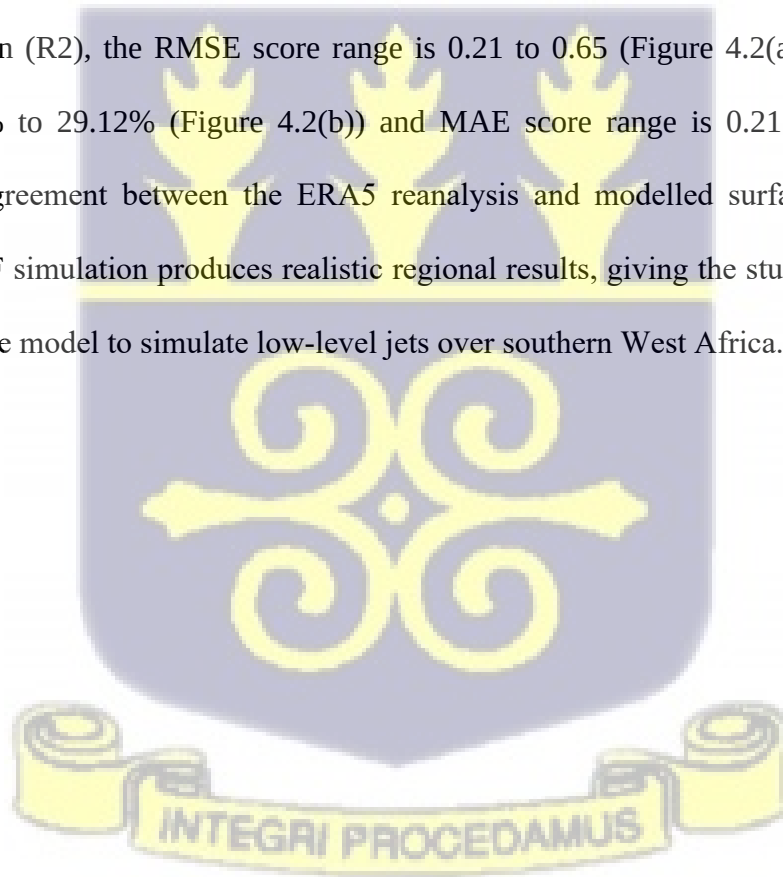 n (R2), the RMSE score range is 0.21 to 0.65 (Figure 4.2(a
to 29.12% (Figure 4.2(b)) and MAE score range is 0.21
greement between the ERA5 reanalysis and modelled surfa
simulation produces realistic regional results, giving the stu
e model to simulate low-level jets over southern West Africa.
INTEGRI PROCEDAMUS